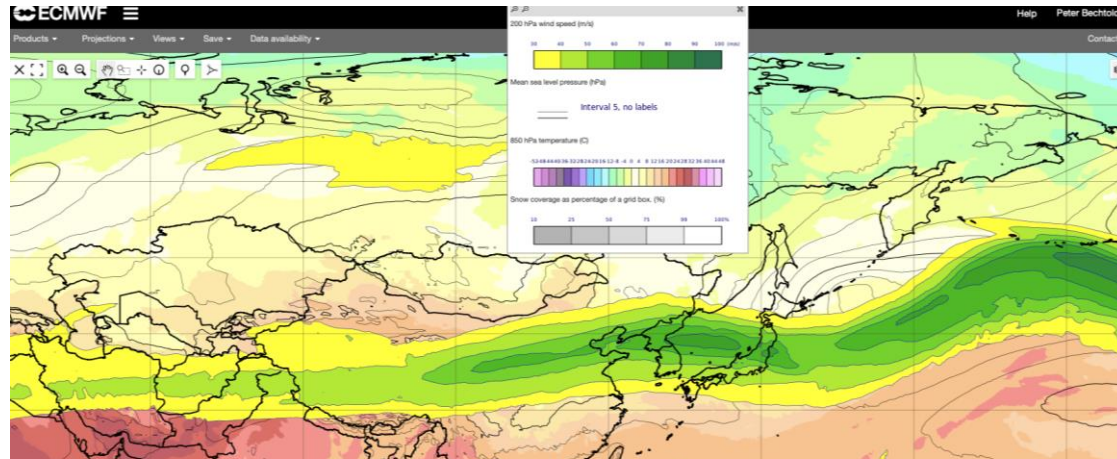 ECMWF
Help Peter Bechtold
Products Projections Views Save Data availability
Contact
200 hPa wind speed (m/s)
30 40 50 60 70 80 90 100 (m/s)
Mean sea level pressure (hPa)
Interval 5, no labels
850 hPa temperature (C)
Snow coverage as percentage of a grid box. (%)
10 25 50 75 99 100%